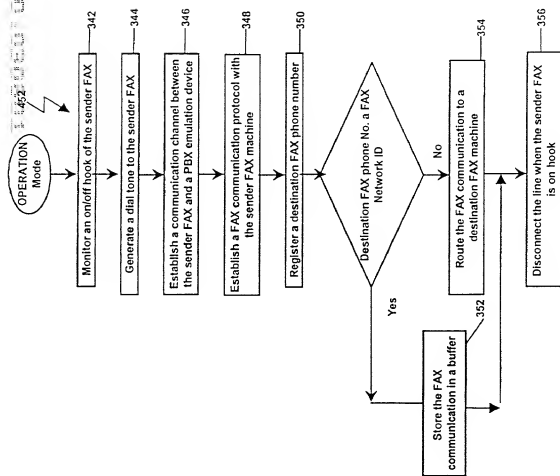 452
OPERATION
Mode
Monitor an on/off hook of the sender FAX
342
Generate a dial tone to the sender FAX
344
Establish a communication channel between
the sender FAX and a PBX emulation device
346
Establish a FAX communication protocol with
the sender FAX machine
348
Register a destination FAX phone number
350
Destination FAX phone No. a FAX
Network ID
Yes
No
Store the FAX
communication in a buffer
352
Route the FAX communication to a
destination FAX machine
354
Disconnect the line when the sender FAX
is on hook
356